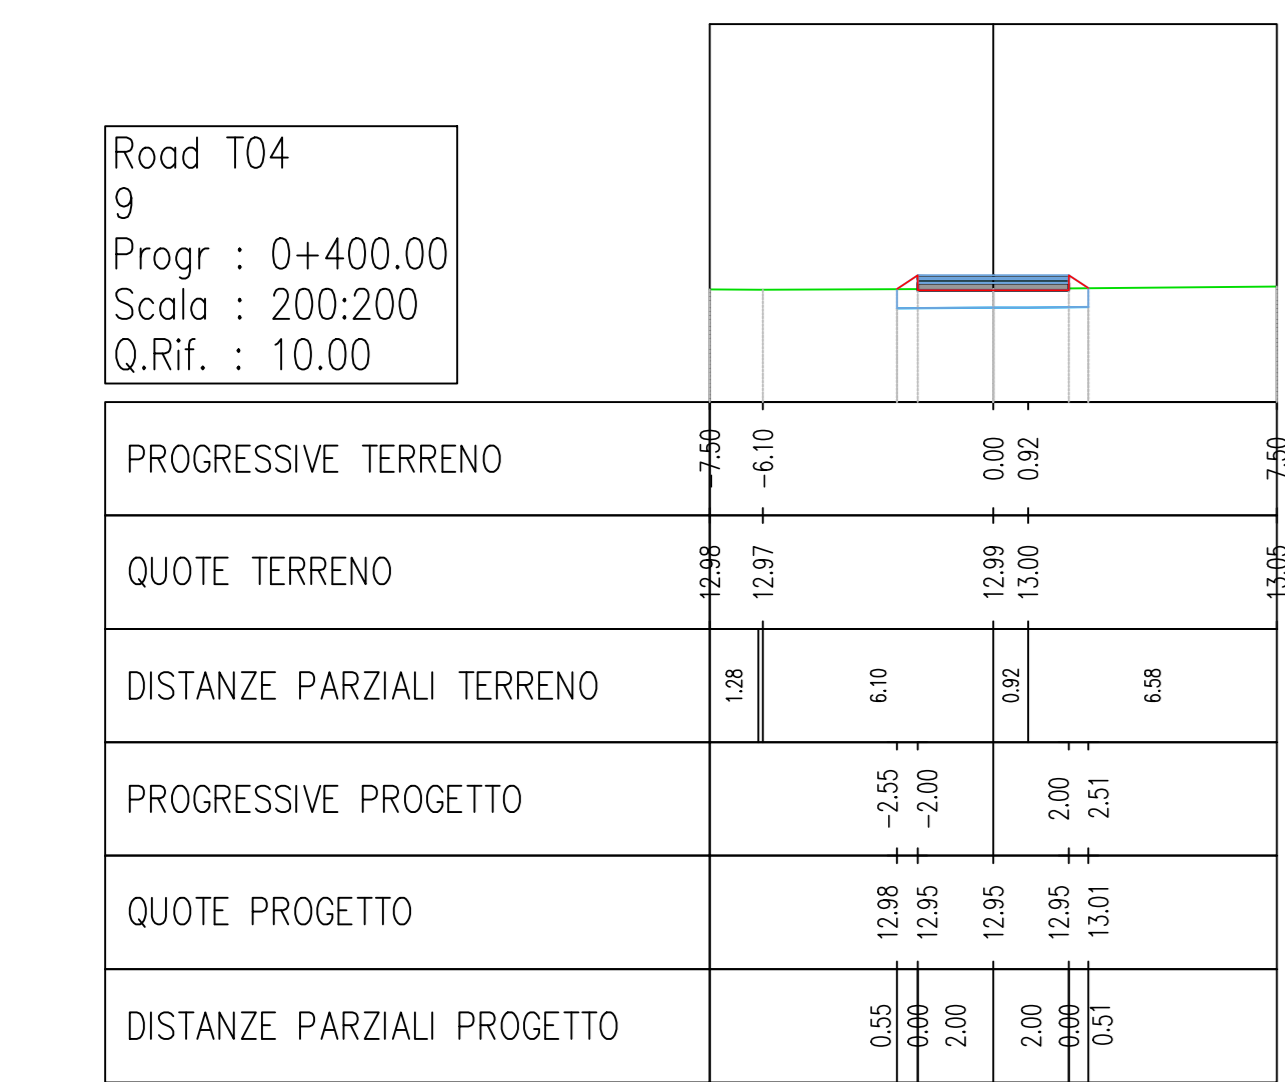 Road T04
9
Progr : 0+400.00
Scala : 200:200
Q.Rif. : 10.00
PROGRESSIVE TERRENO -7.50 -6.10 0.00 0.92 7.50
QUOTE TERRENO 12.98 12.97 12.99 13.00 13.05
DISTANZE PARZIALI TERRENO 1.28 6.10 0.92 6.58
PROGRESSIVE PROGETTO -2.55 -2.00 2.00 2.51
QUOTE PROGETTO 12.98 12.95 12.95 12.95 13.01
DISTANZE PARZIALI PROGETTO 0.55 0.00 2.00 2.00 0.00 0.51